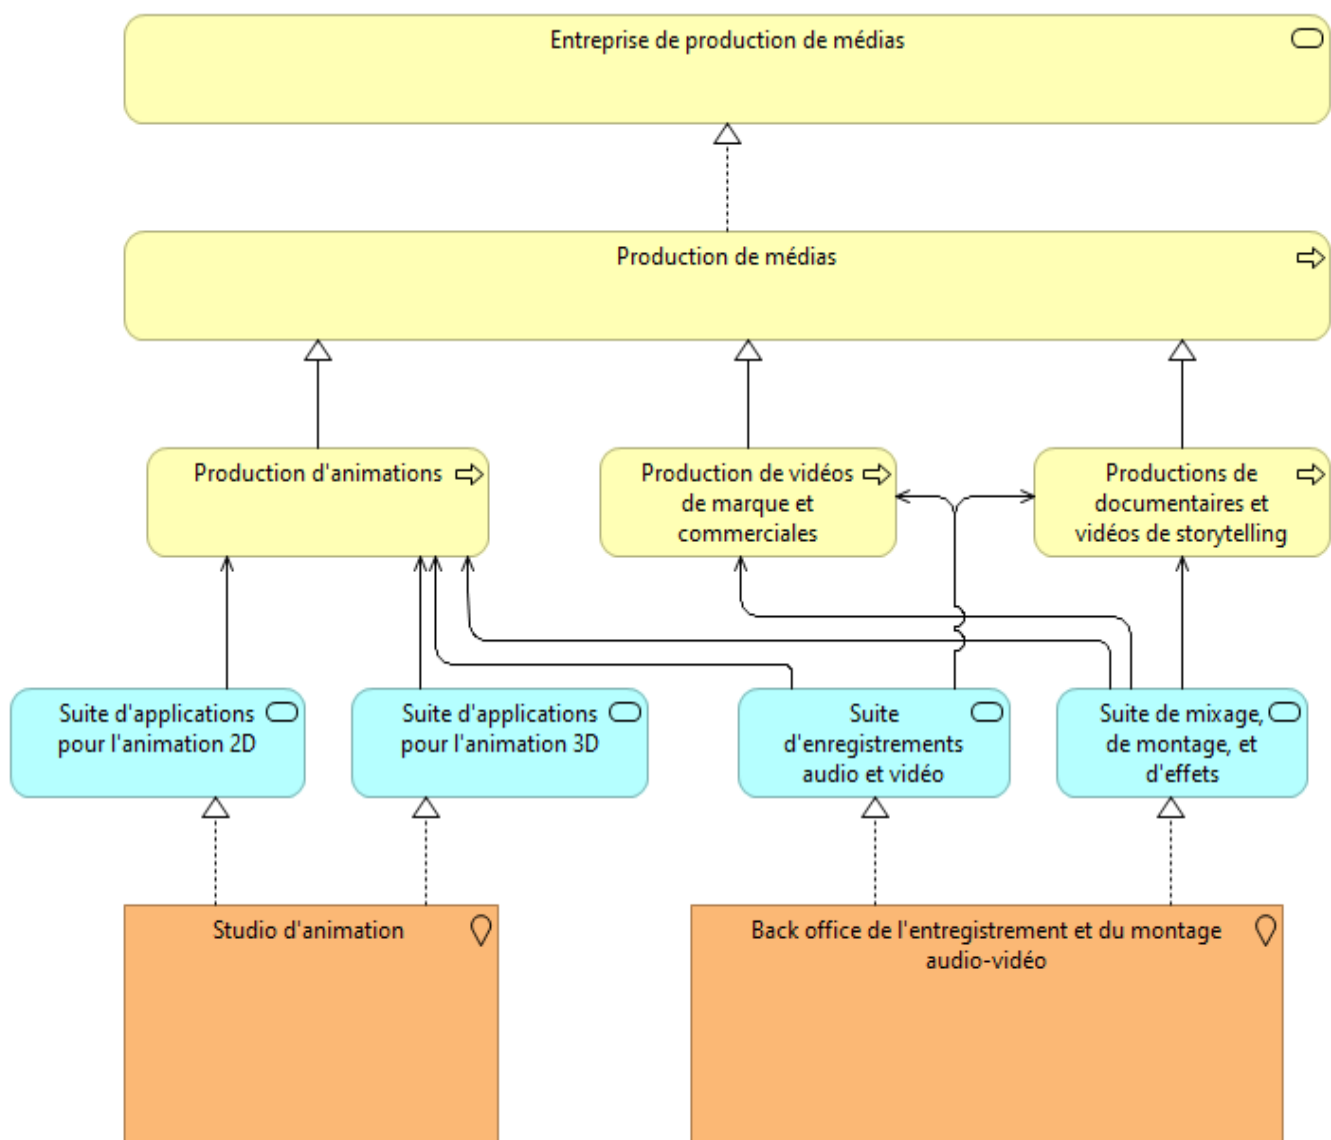 Entreprise de production de médias
Production de médias
Production d'animations
Production de vidéos
de marque et
commerciales
Productions de
documentaires et
vidéos de storytelling
Suite d'applications
pour l'animation 2D
Suite d'applications
pour l'animation 3D
Suite
d'enregistrements
audio et vidéo
Suite de mixage,
de montage, et
d'effets
Studio d'animation
Back office de l'entregistrement et du montage
audio-vidéo